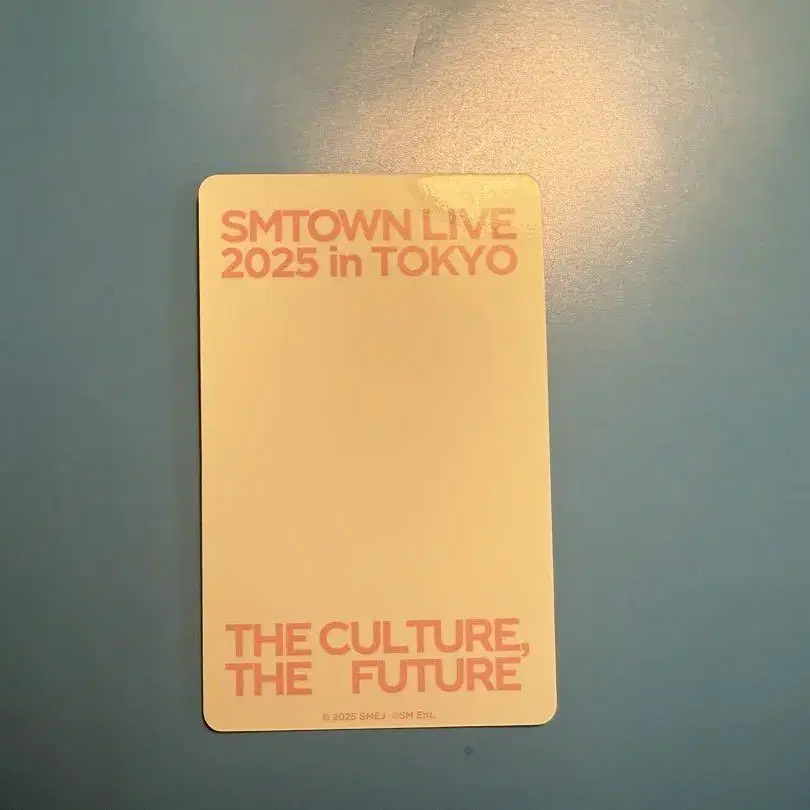 SMTOWN LIVE
2025 in TOKYO
THE CULTURE,
THE FUTURE
© 2025 SMEJ ©SM Ent.